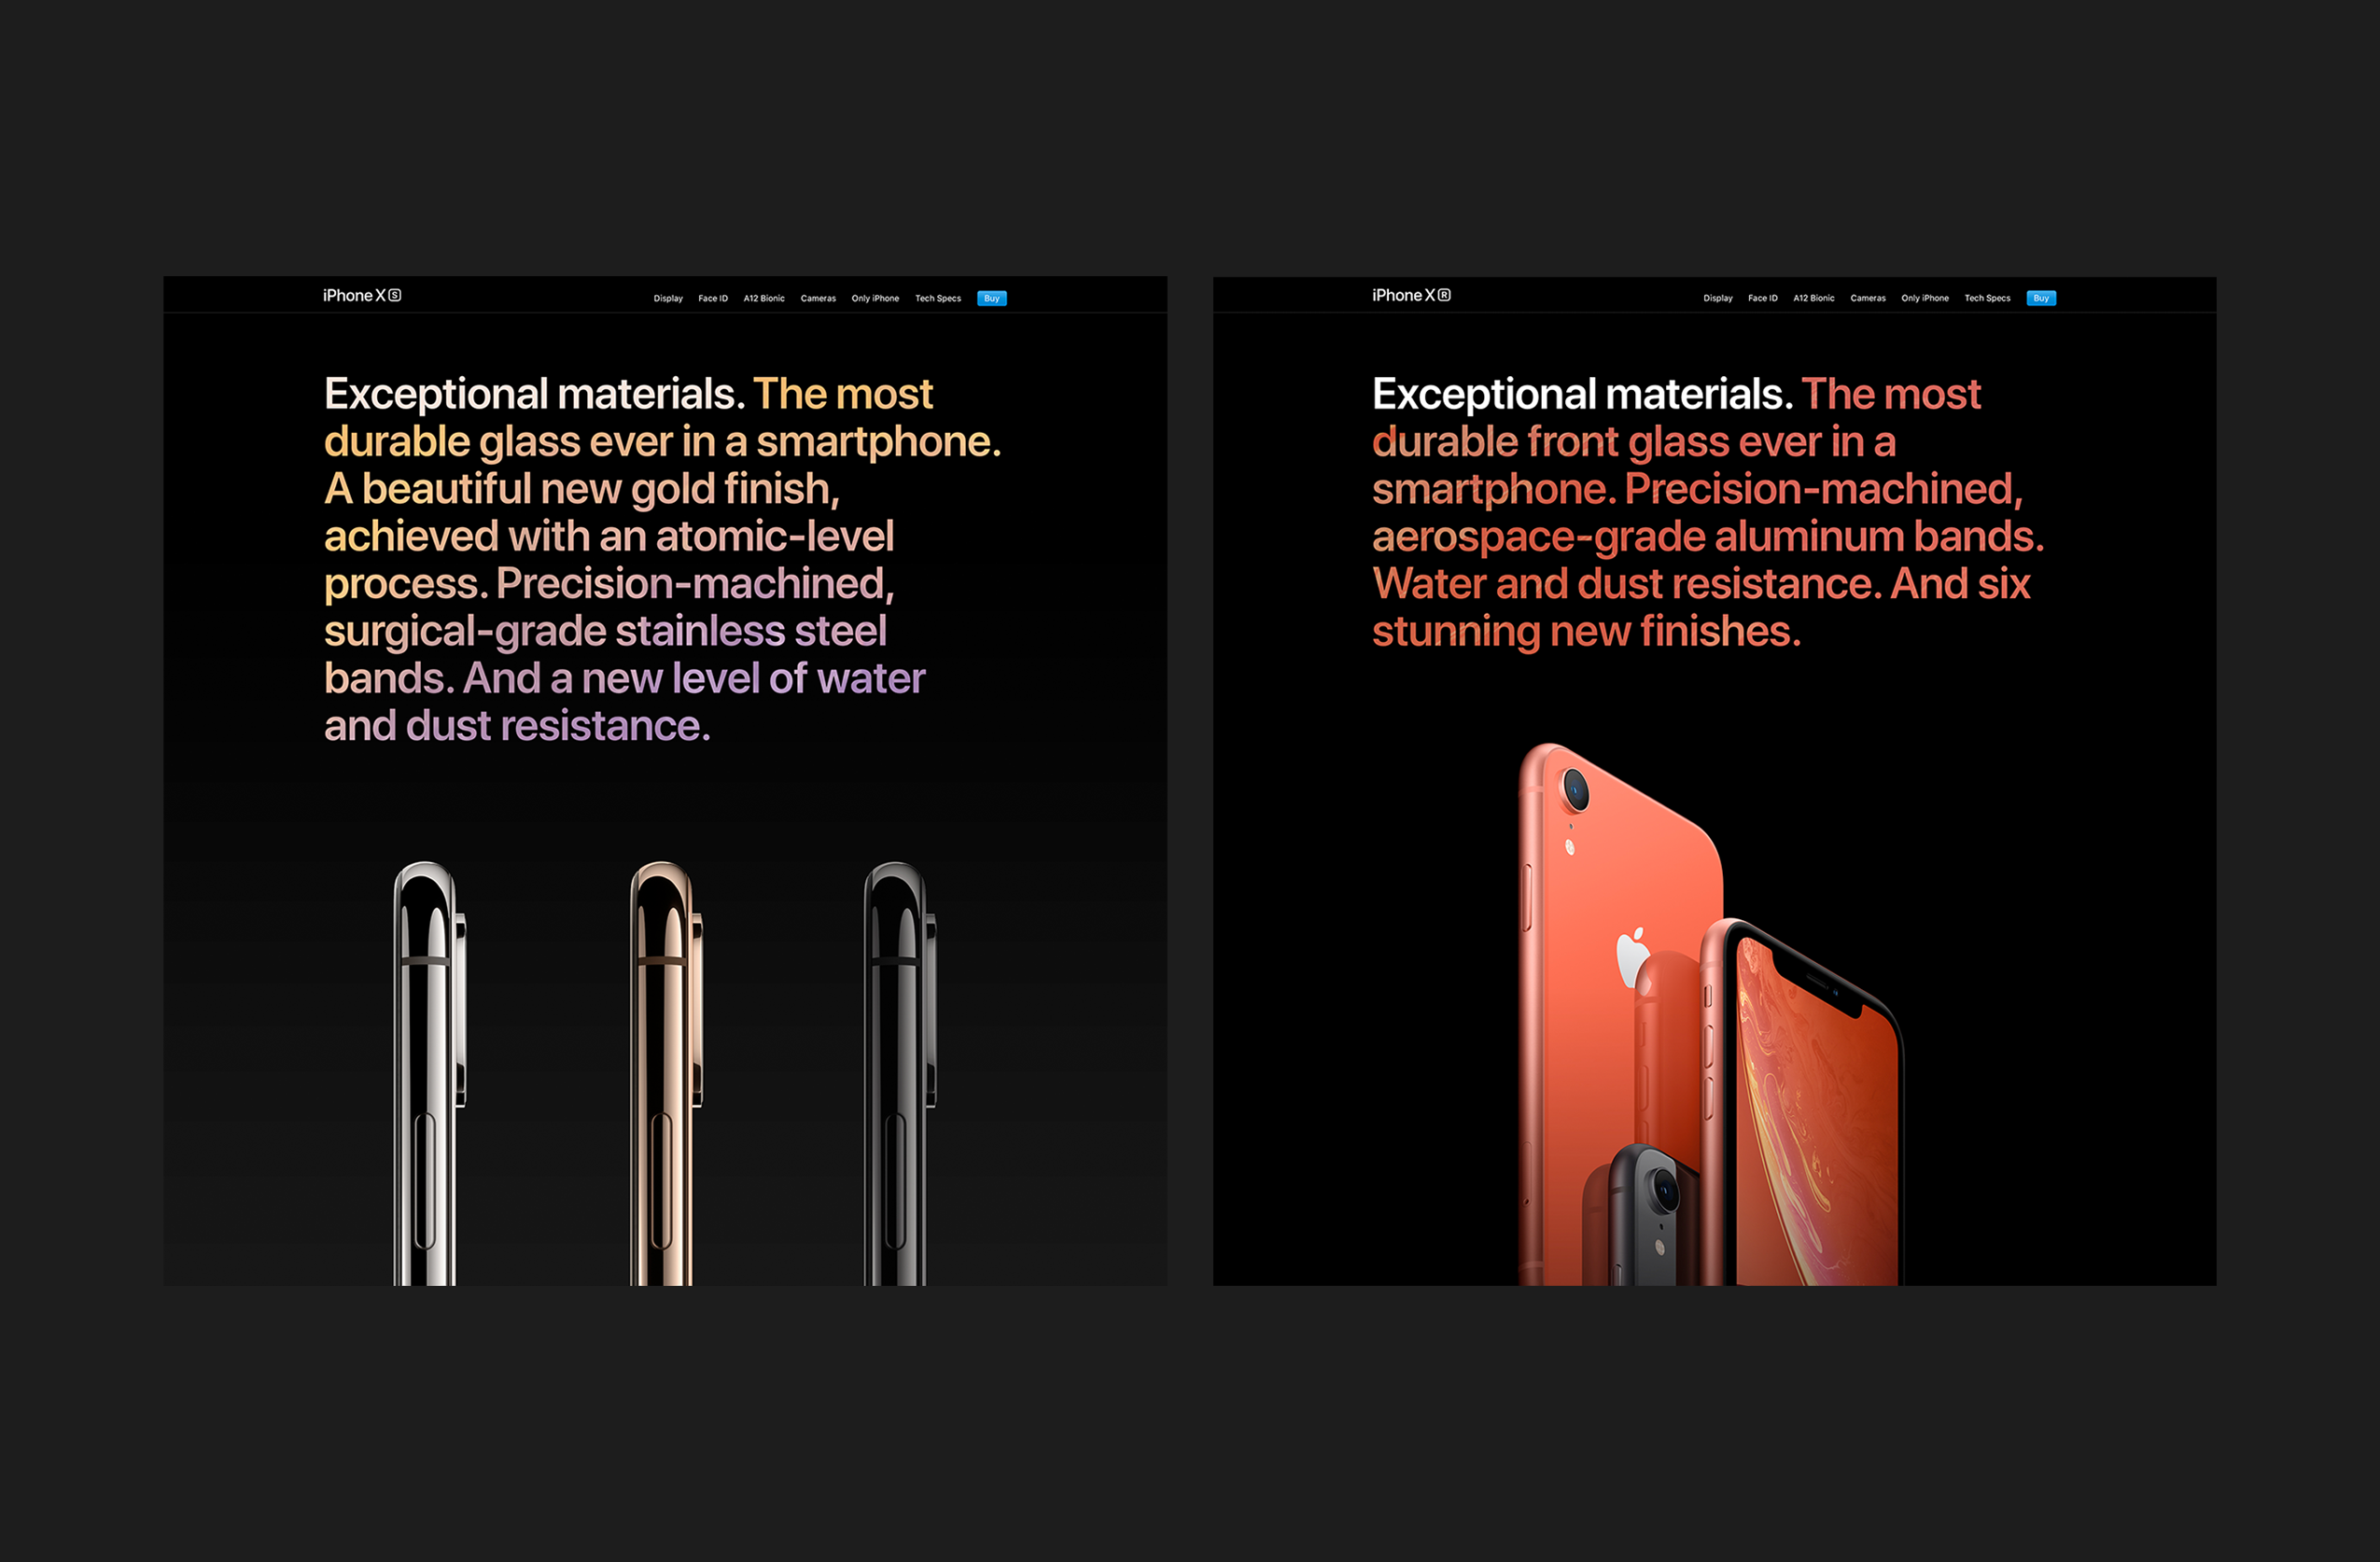 iPhone XS
Display Face ID A12 Bionic Cameras Only iPhone Tech Specs Buy
Exceptional materials. The most
durable glass ever in a smartphone.
A beautiful new gold finish,
achieved with an atomic-level
process. Precision-machined,
surgical-grade stainless steel
bands. And a new level of water
and dust resistance.
iPhone XR
Display Face ID A12 Bionic Cameras Only iPhone Tech Specs Buy
Exceptional materials. The most
durable front glass ever in a
smartphone. Precision-machined,
aerospace-grade aluminum bands.
Water and dust resistance. And six
stunning new finishes.